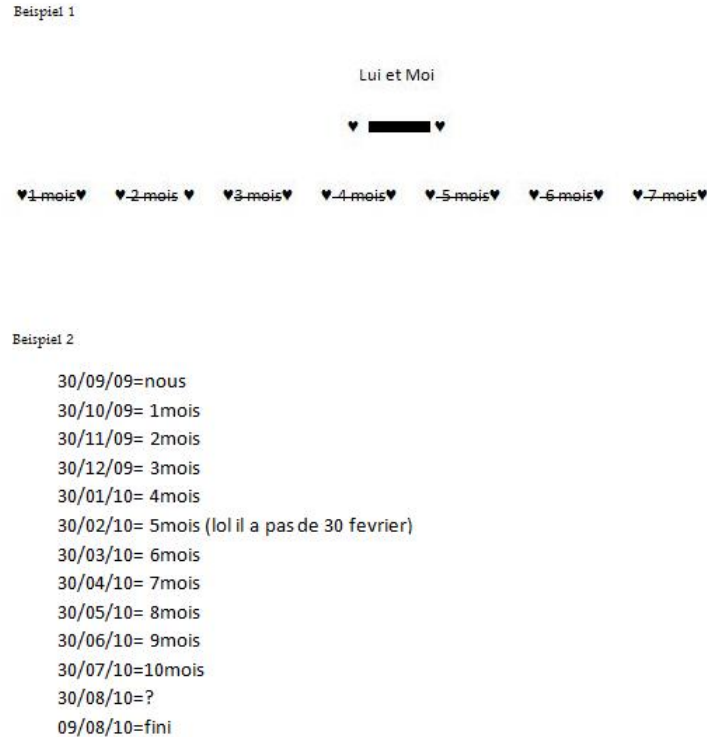 Beispiel 1
Lui et Moi
♥ ♥
♥1 mois♥ ♥ 2 mois ♥ ♥3 mois♥ ♥ 4 mois♥ ♥ 5 mois♥ ♥ 6 mois♥ ♥ 7 mois♥
Beispiel 2
30/09/09=nous
30/10/09= 1mois
30/11/09= 2mois
30/12/09= 3mois
30/01/10= 4mois
30/02/10= 5mois (lol il a pas de 30 fevrier)
30/03/10= 6mois
30/04/10= 7mois
30/05/10= 8mois
30/06/10= 9mois
30/07/10=10mois
30/08/10=?
09/08/10=fini